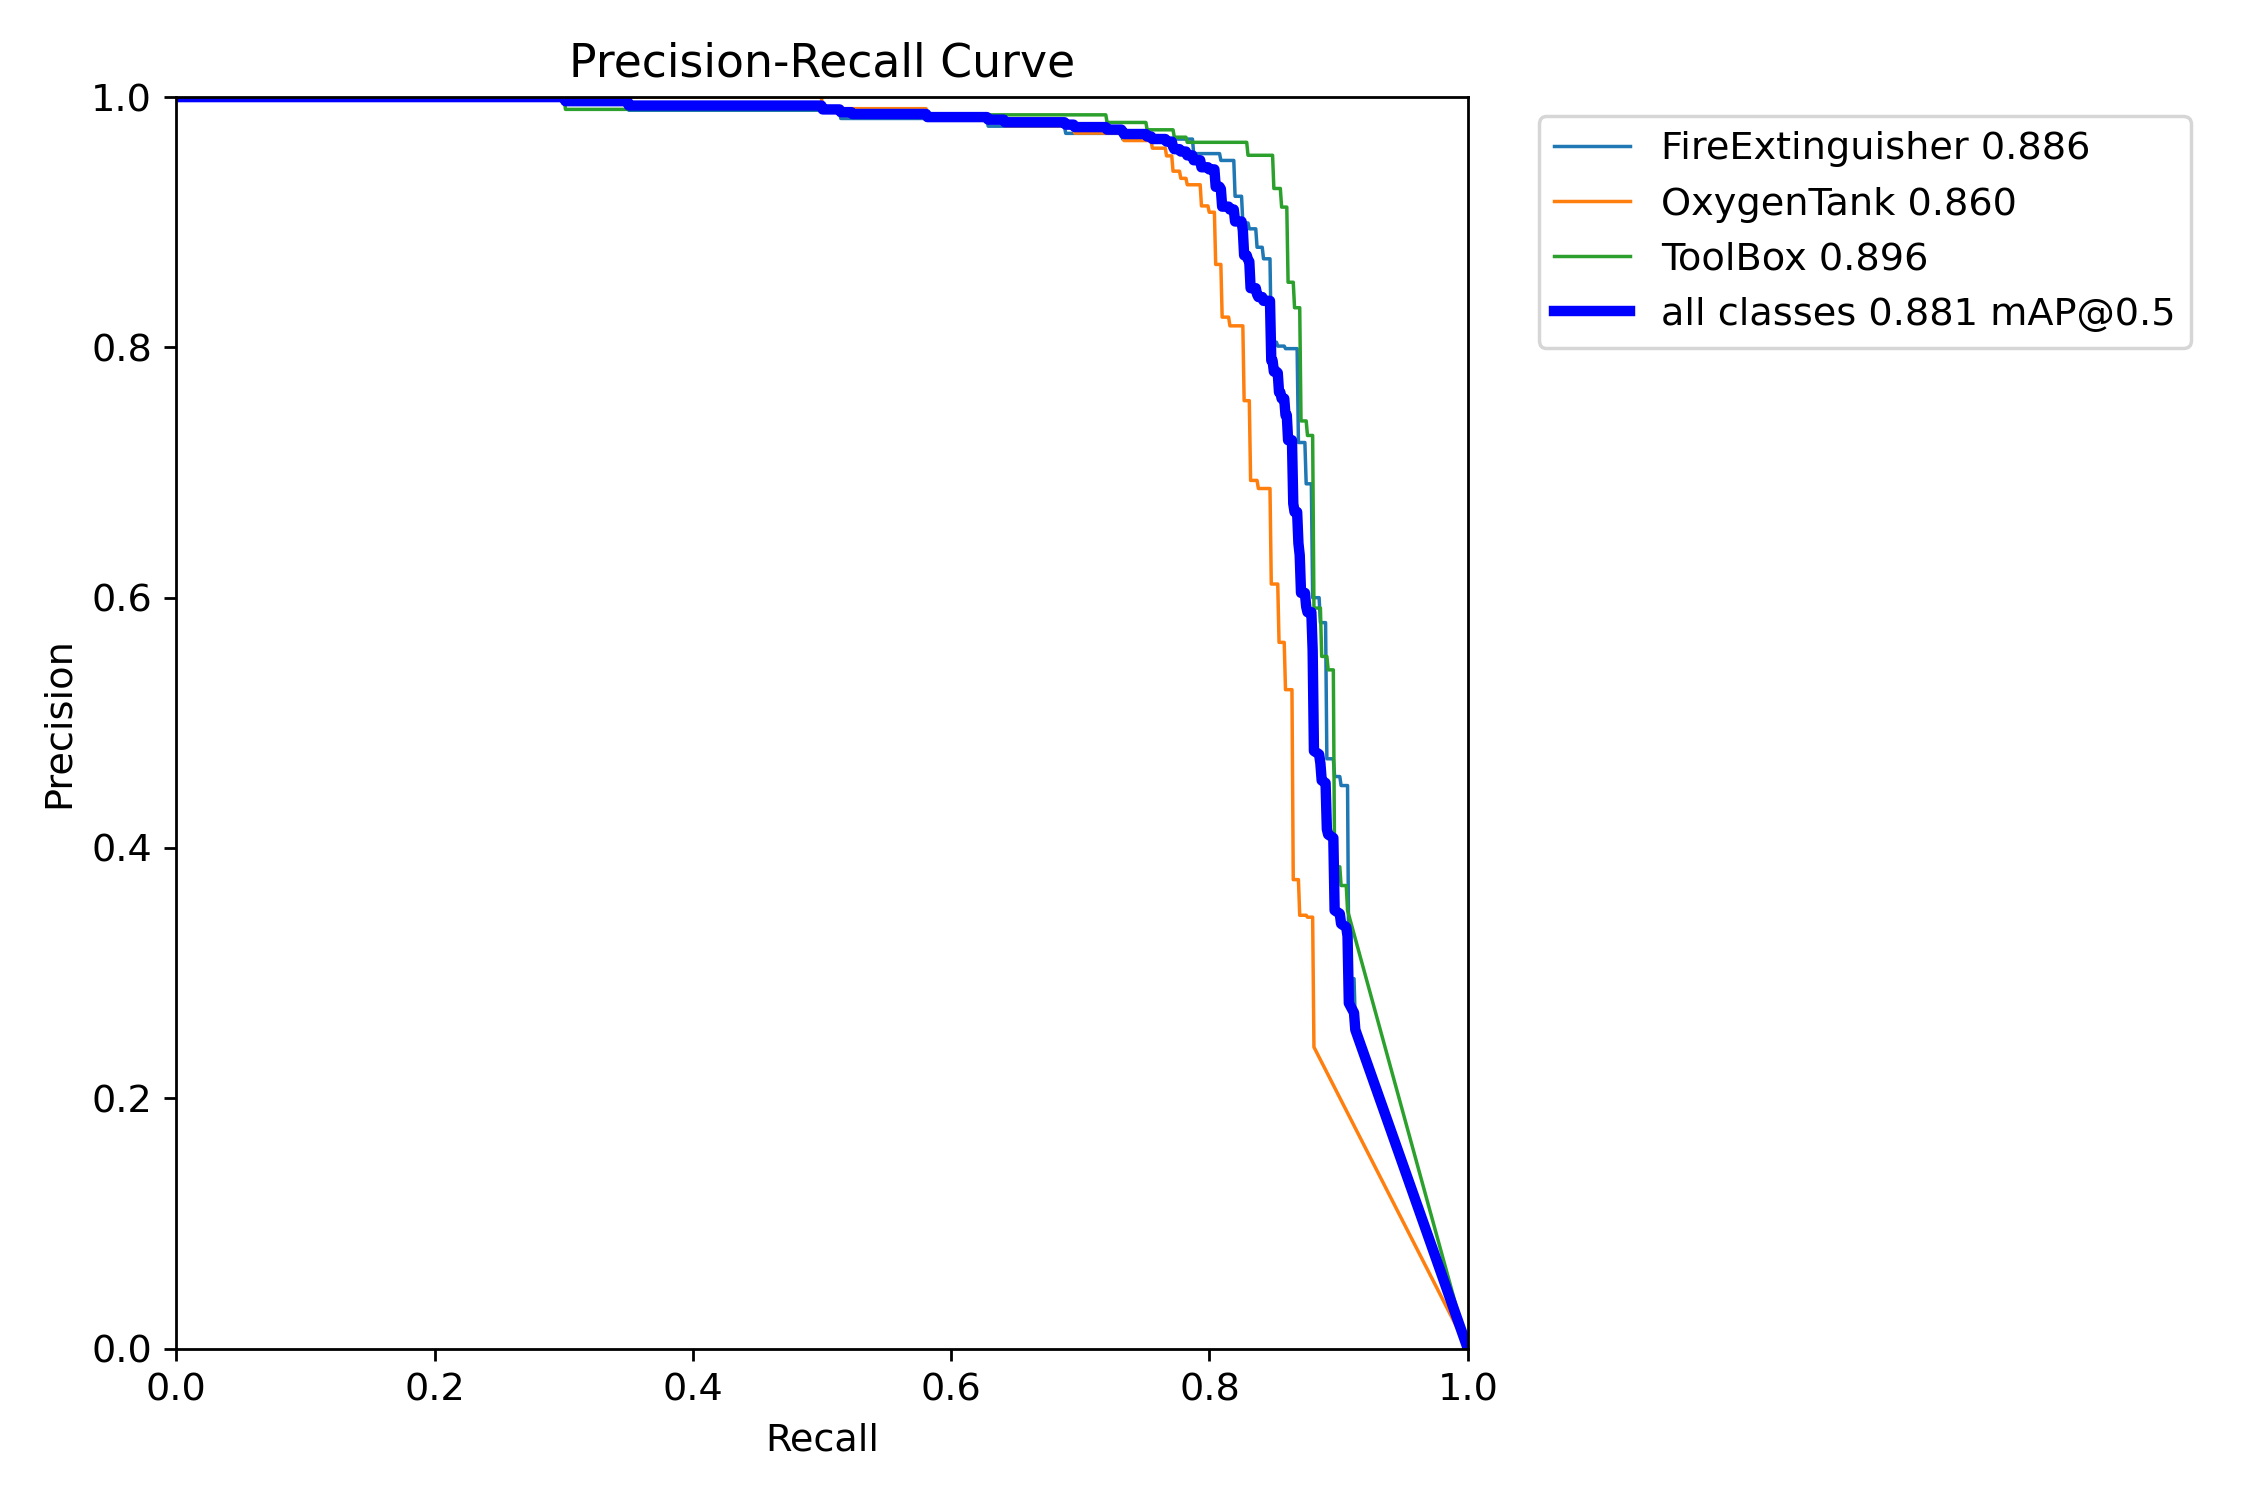 Precision-Recall Curve
1.0
0.8
0.6
0.4
0.2
0.0
Precision
0.0 0.2 0.4 0.6 0.8 1.0
Recall
FireExtinguisher 0.886
OxygenTank 0.860
ToolBox 0.896
all classes 0.881 mAP@0.5